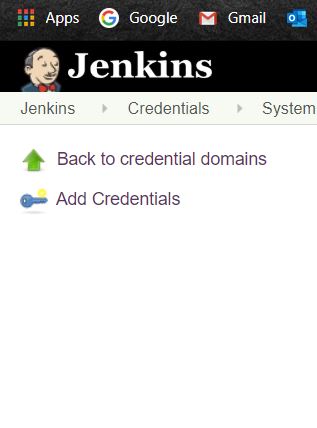 Apps Google Gmail
Jenkins
Jenkins Credentials System
Back to credential domains
Add Credentials